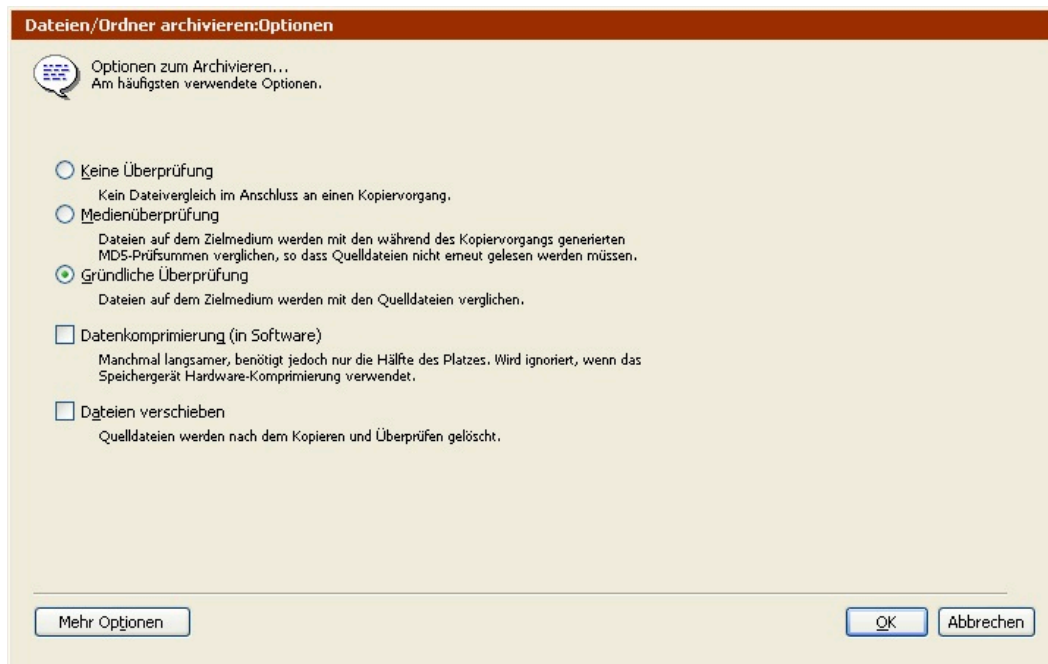 Dateien/Ordner archivieren:Optionen
Optionen zum Archivieren...
Am häufigsten verwendete Optionen.
Keine Überprüfung
Kein Dateivergleich im Anschluss an einen Kopiervorgang.
Medienüberprüfung
Dateien auf dem Zielmedium werden mit den während des Kopiervorgangs generierten
MD5-Prüfsummen verglichen, so dass Quelldateien nicht erneut gelesen werden müssen.
Gründliche Überprüfung
Dateien auf dem Zielmedium werden mit den Quelldateien verglichen.
Datenkomprimierung (in Software)
Manchmal langsamer, benötigt jedoch nur die Hälfte des Platzes. Wird ignoriert, wenn das
Speichergerät Hardware-Komprimierung verwendet.
Dateien verschieben
Quelldateien werden nach dem Kopieren und Überprüfen gelöscht.
Mehr Optionen
OK
Abbrechen